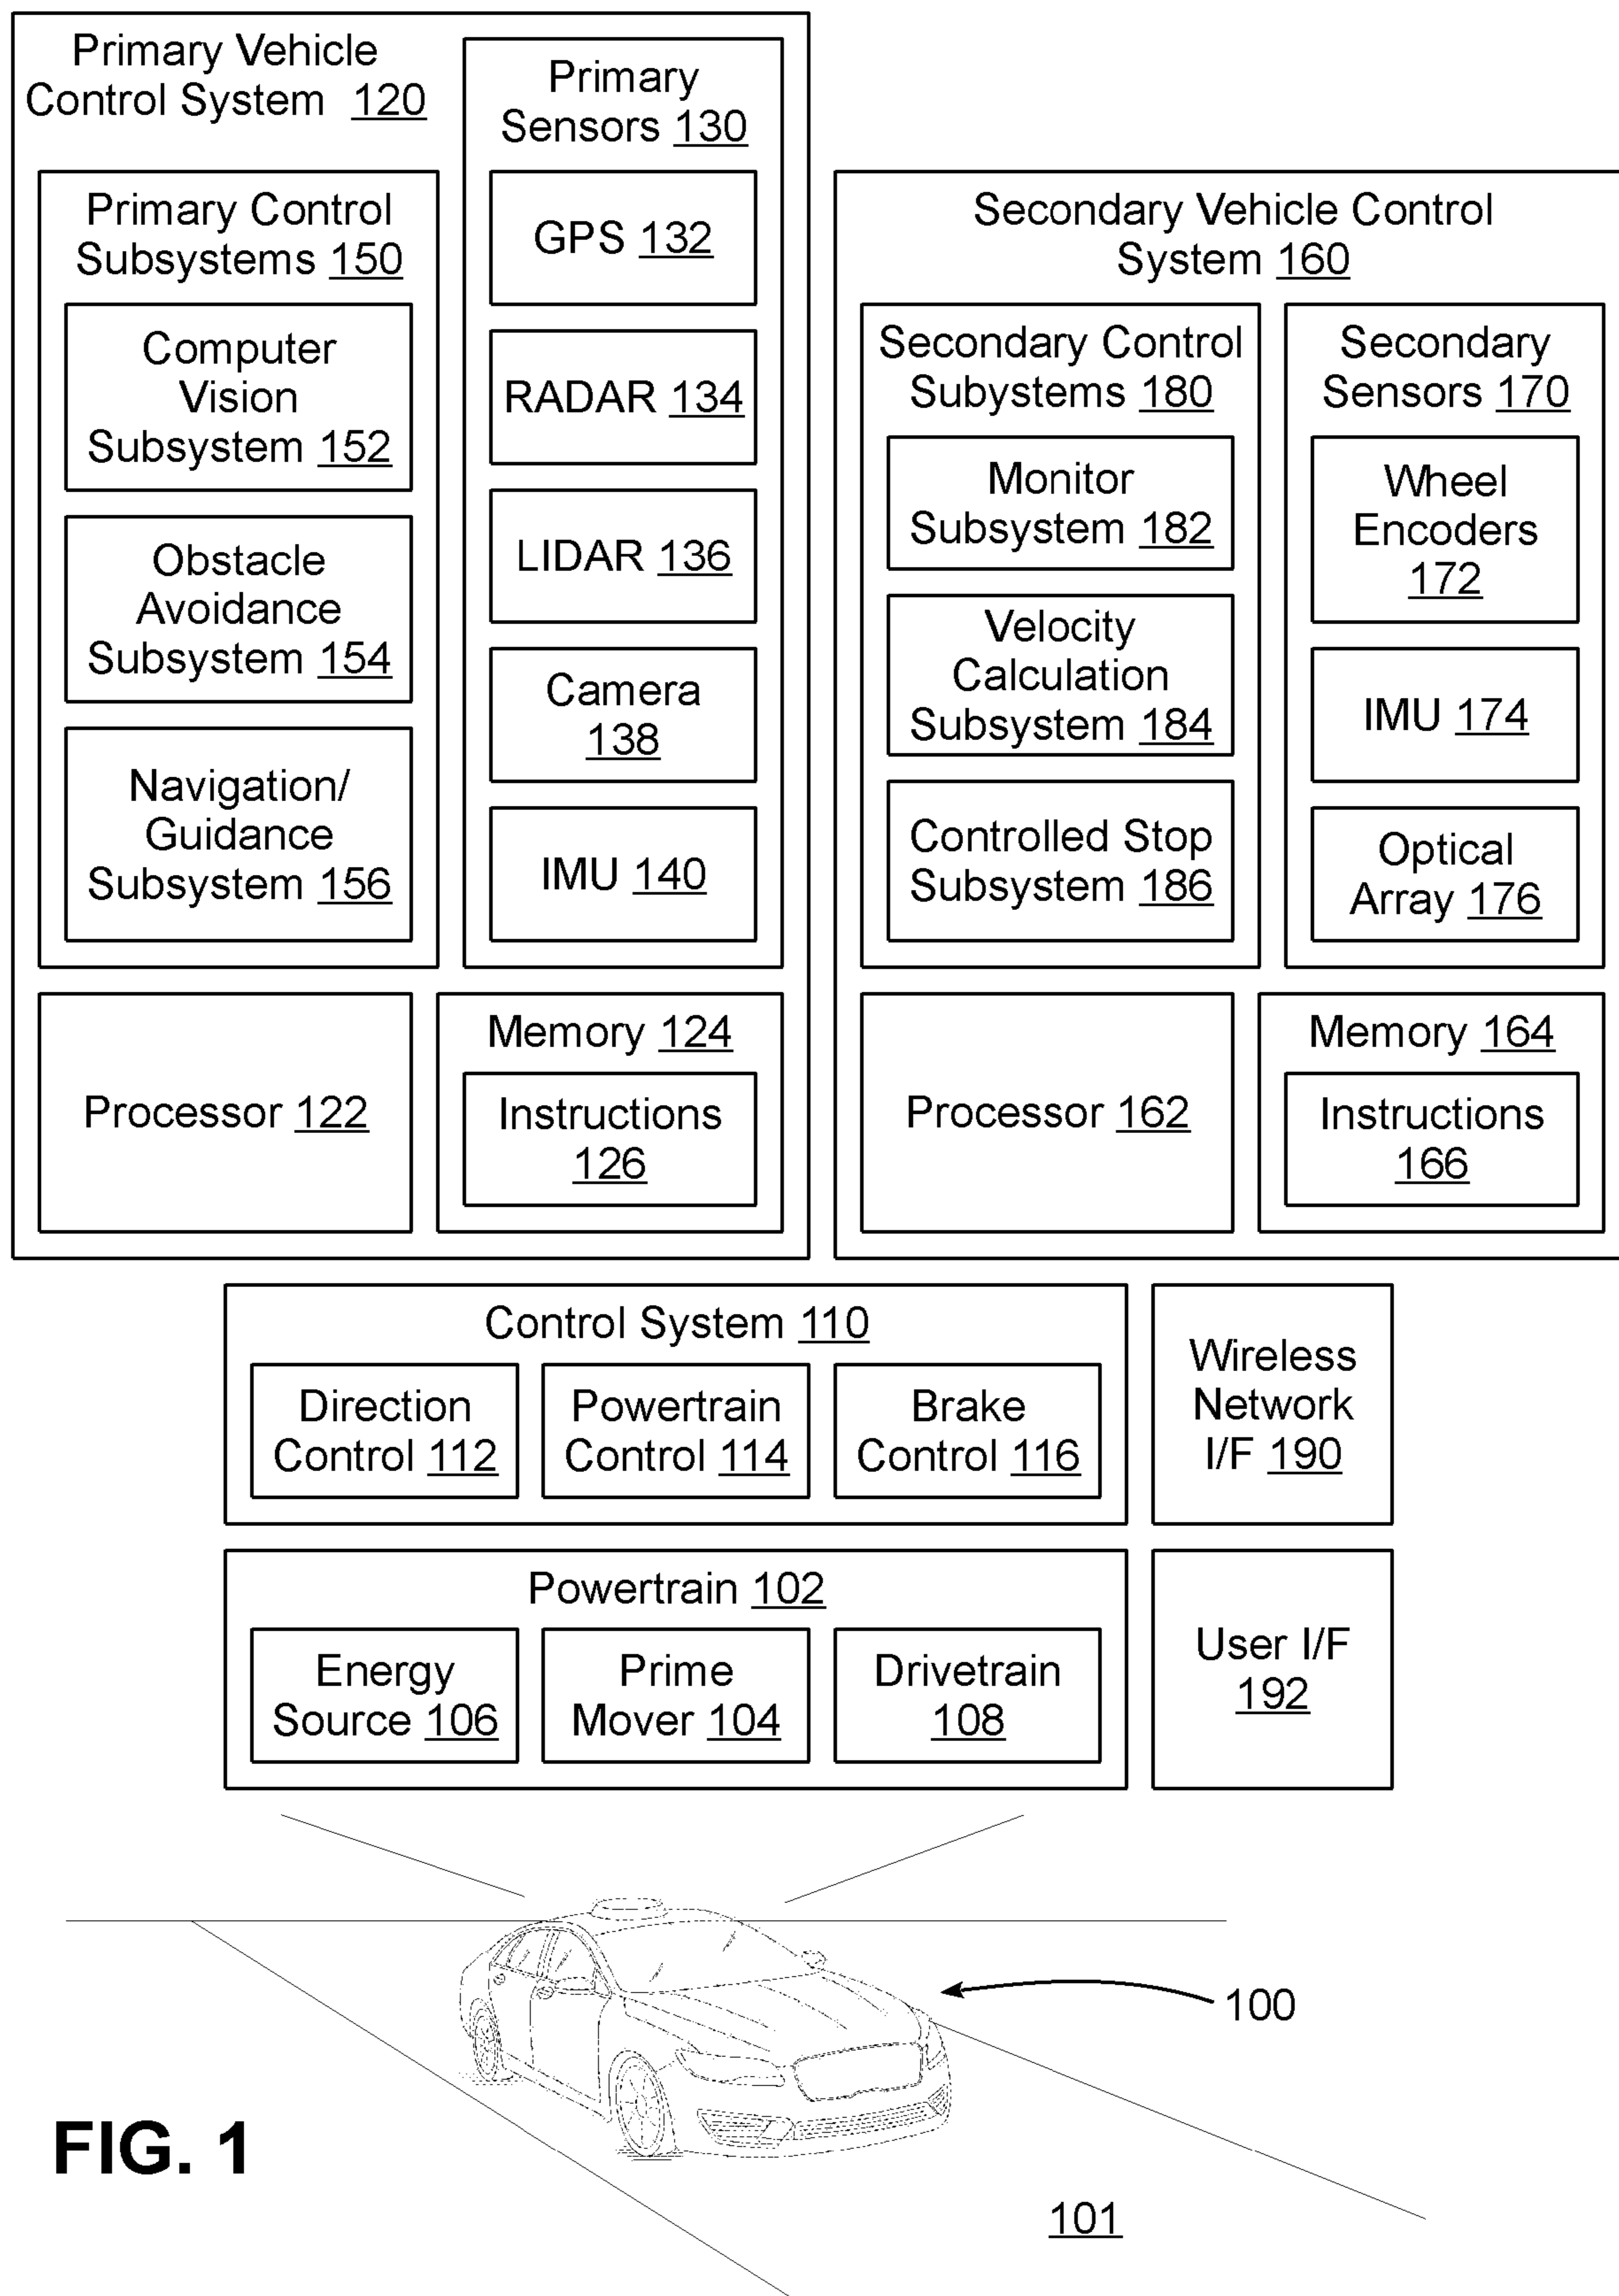 Primary Vehicle
Control System 120
Primary Control
Subsystems 150
Computer
Vision
Subsystem 152
Obstacle
Avoidance
Subsystem 154
Navigation/
Guidance
Subsystem 156
Primary
Sensors 130
GPS 132
RADAR 134
LIDAR 136
Camera
138
IMU 140
Processor 122
Memory 124
Instructions
126
Secondary Vehicle Control
System 160
Secondary Control
Subystems 180
Monitor
Subsystem 182
Velocity
Calculation
Subsystem 184
Controlled Stop
Subsystem 186
Secondary
Sensors 170
Wheel
Encoders
172
IMU 174
Optical
Array 176
Processor 162
Memory 164
Instructions
166
Control System 110
Direction
Control 112
Powertrain
Control 114
Brake
Control 116
Wireless
Network
I/F 190
Powertrain 102
Energy
Source 106
Prime
Mover 104
Drivetrain
108
User I/F
192
100
FIG. 1
101